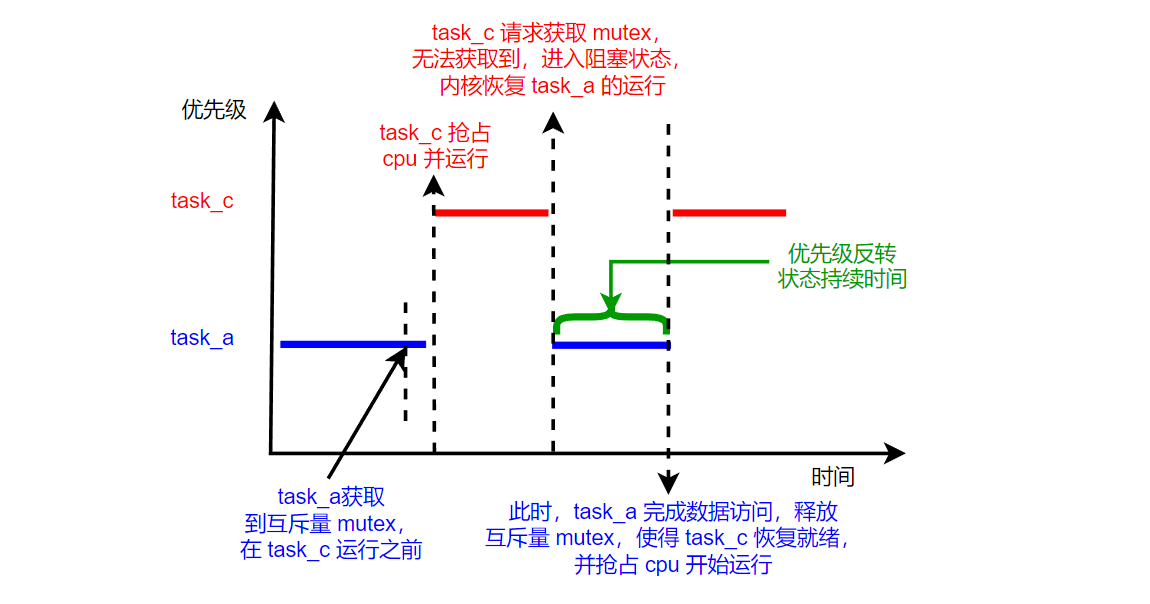 task_c 请求获取 mutex，
无法获取到，进入阻塞状态，
内核恢复 task_a 的运行
优先级
task_c 抢占
cpu 并运行
task_c
优先级反转
状态持续时间
task_a
时间
task_a获取
到互斥量 mutex，
在 task_c 运行之前
此时，task_a 完成数据访问，释放
互斥量 mutex，使得 task_c 恢复就绪，
并抢占 cpu 开始运行